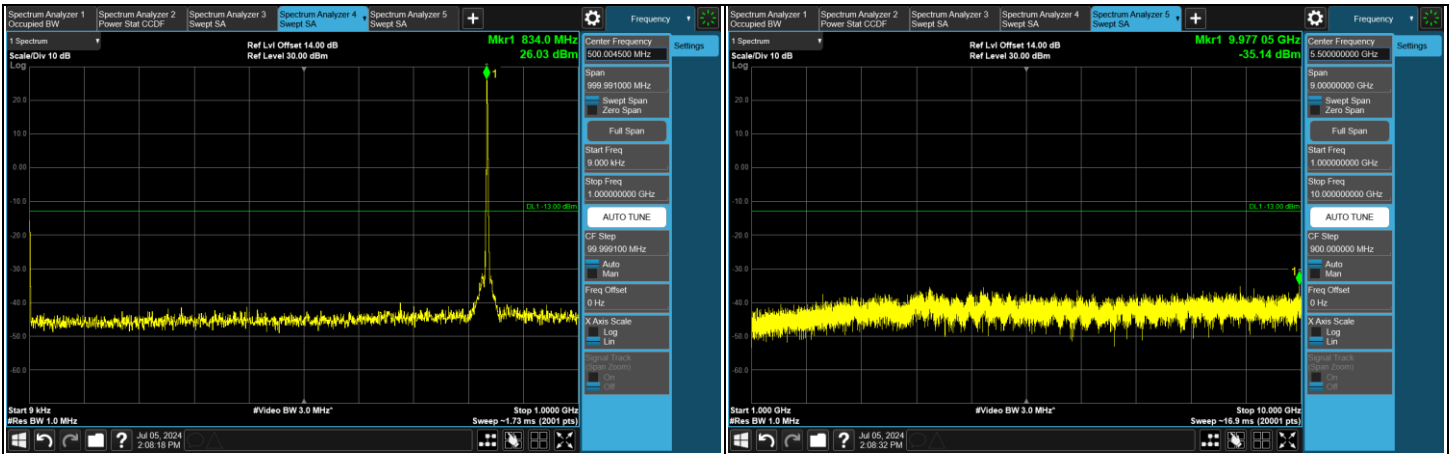 Spectrum Analyzer 1
Occupied BW
Spectrum Analyzer 2
Power Stat CCDF
Spectrum Analyzer 3
Swept SA
Spectrum Analyzer 4
Swept SA
Spectrum Analyzer 5
Swept SA
Frequency
1 Spectrum
Scale/Div 10 dB
Log
Ref Lvl Offset 14.00 dB
Ref Level 30.00 dBm
Mkr1 834.0 MHz
26.03 dBm
1
20.0
10.0
0.00
-10.0
-20.0
-30.0
-40.0
-50.0
-60.0
DL1 -13.00 dBm
Start 9 kHz
#Res BW 1.0 MHz
#Video BW 3.0 MHz*
Stop 1.0000 GHz
Sweep ~1.73 ms (2001 pts)
Center Frequency
500.004500 MHz
Settings
Span
999.991000 MHz
Swept Span
Zero Span
Full Span
Start Freq
9.000 kHz
Stop Freq
1.000000000 GHz
AUTO TUNE
CF Step
99.999100 MHz
Auto
Man
Freq Offset
0 Hz
X Axis Scale
Log
Lin
Signal Track
(Span Zoom)
On
Off
?
Jul 05, 2024
2:08:18 PM
Spectrum Analyzer 1
Occupied BW
Spectrum Analyzer 2
Power Stat CCDF
Spectrum Analyzer 3
Swept SA
Spectrum Analyzer 4
Swept SA
Spectrum Analyzer 5
Swept SA
Frequency
1 Spectrum
Scale/Div 10 dB
Log
Ref Lvl Offset 14.00 dB
Ref Level 30.00 dBm
Mkr1 9.977 05 GHz
-35.14 dBm
1
20.0
10.0
0.00
-10.0
-20.0
-30.0
-40.0
-50.0
-60.0
DL1 -13.00 dBm
Start 1.000 GHz
#Res BW 1.0 MHz
#Video BW 3.0 MHz*
Stop 10.000 GHz
Sweep ~16.9 ms (20001 pts)
Center Frequency
5.500000000 GHz
Settings
Span
9.00000000 GHz
Swept Span
Zero Span
Full Span
Start Freq
1.000000000 GHz
Stop Freq
10.000000000 GHz
AUTO TUNE
CF Step
900.000000 MHz
Auto
Man
Freq Offset
0 Hz
X Axis Scale
Log
Lin
Signal Track
(Span Zoom)
On
Off
?
Jul 05, 2024
2:08:32 PM